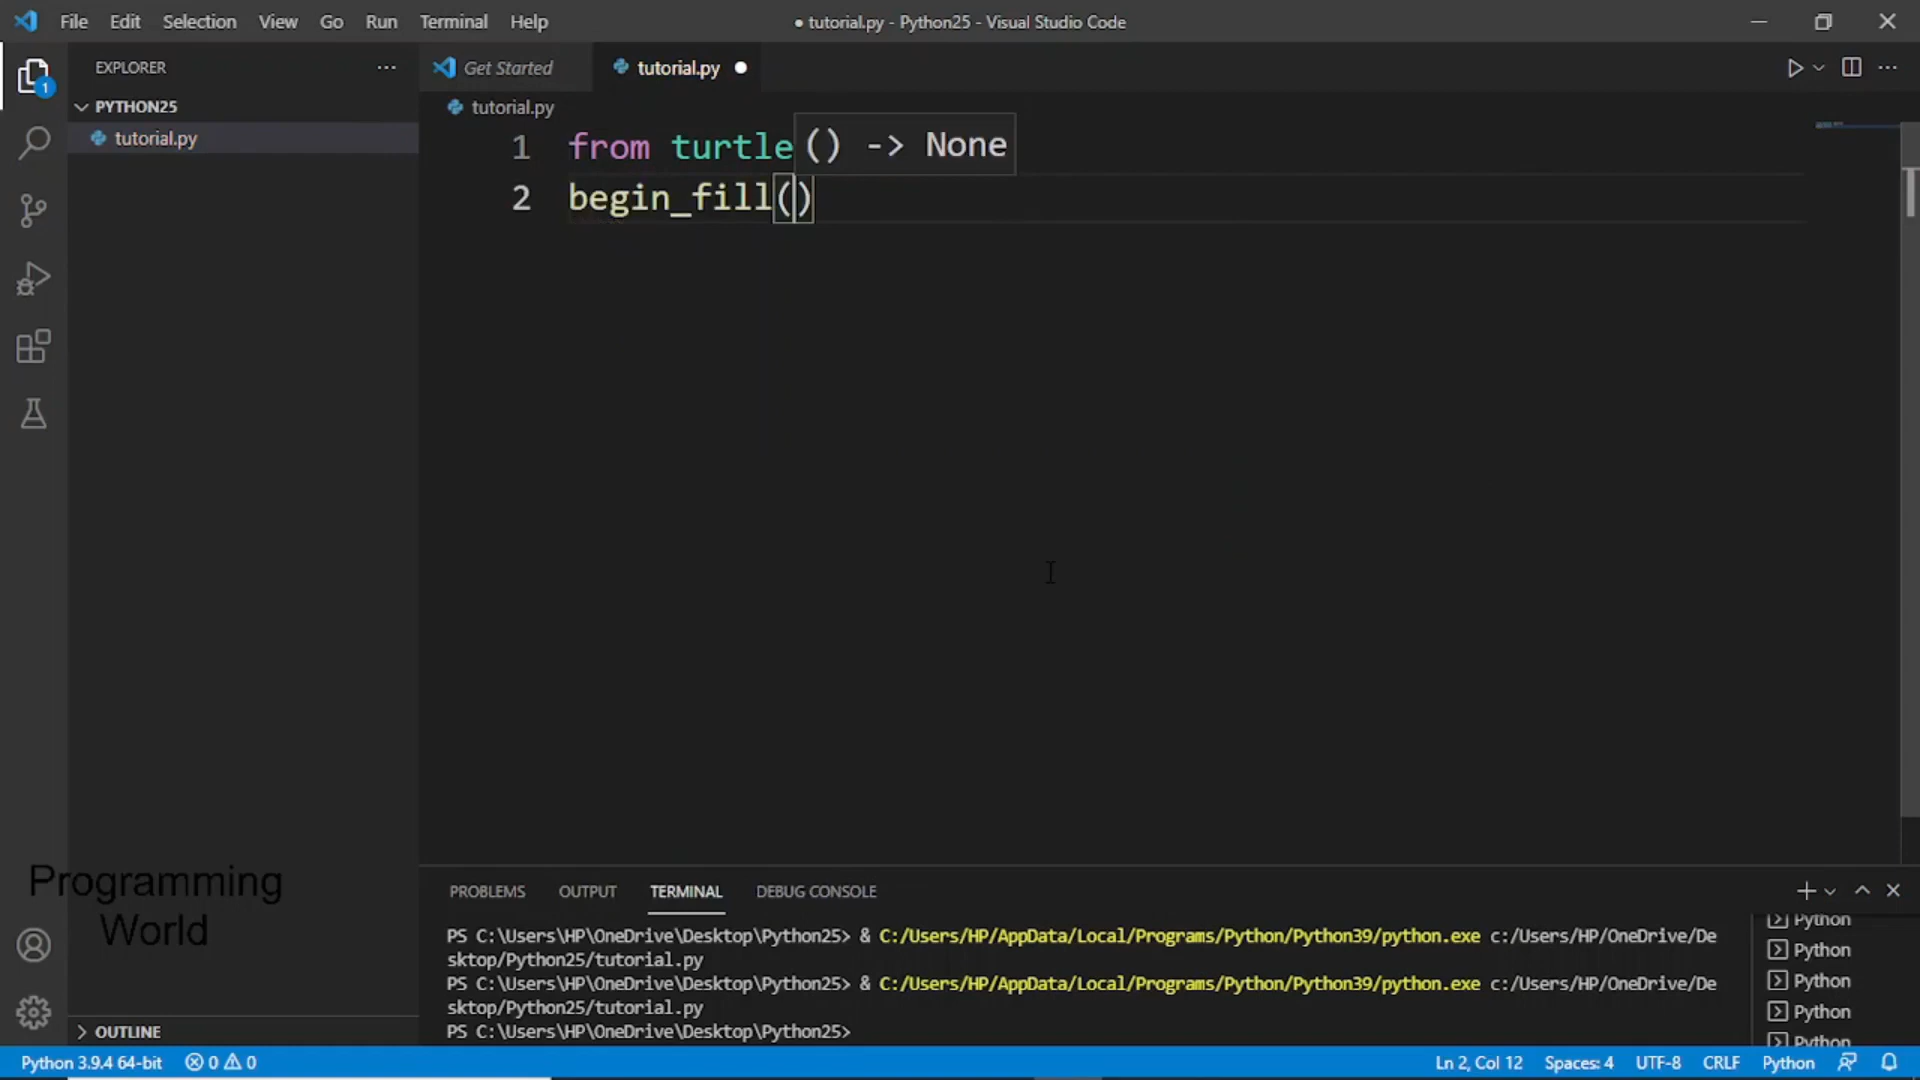 File Edit Selection View Go Run Terminal Help
● tutorial.py - Python25 - Visual Studio Code
EXPLORER
PYTHON25
tutorial.py
OUTLINE
Get Started
tutorial.py
tutorial.py
1 from turtle
() -> None
2 begin_fill()
Programming
World
PROBLEMS OUTPUT TERMINAL DEBUG CONSOLE
PS C:\Users\HP\OneDrive\Desktop\Python25> & C:/Users/HP/AppData/Local/Programs/Python/Python39/python.exe c:/Users/HP/OneDrive/De
sktop/Python25/tutorial.py
PS C:\Users\HP\OneDrive\Desktop\Python25> & C:/Users/HP/AppData/Local/Programs/Python/Python39/python.exe c:/Users/HP/OneDrive/De
sktop/Python25/tutorial.py
PS C:\Users\HP\OneDrive\Desktop\Python25>
Python
Python
Python
Python
Python
Python 3.9.4 64-bit 0 0 Ln 2, Col 12 Spaces: 4 UTF-8 CRLF Python
1